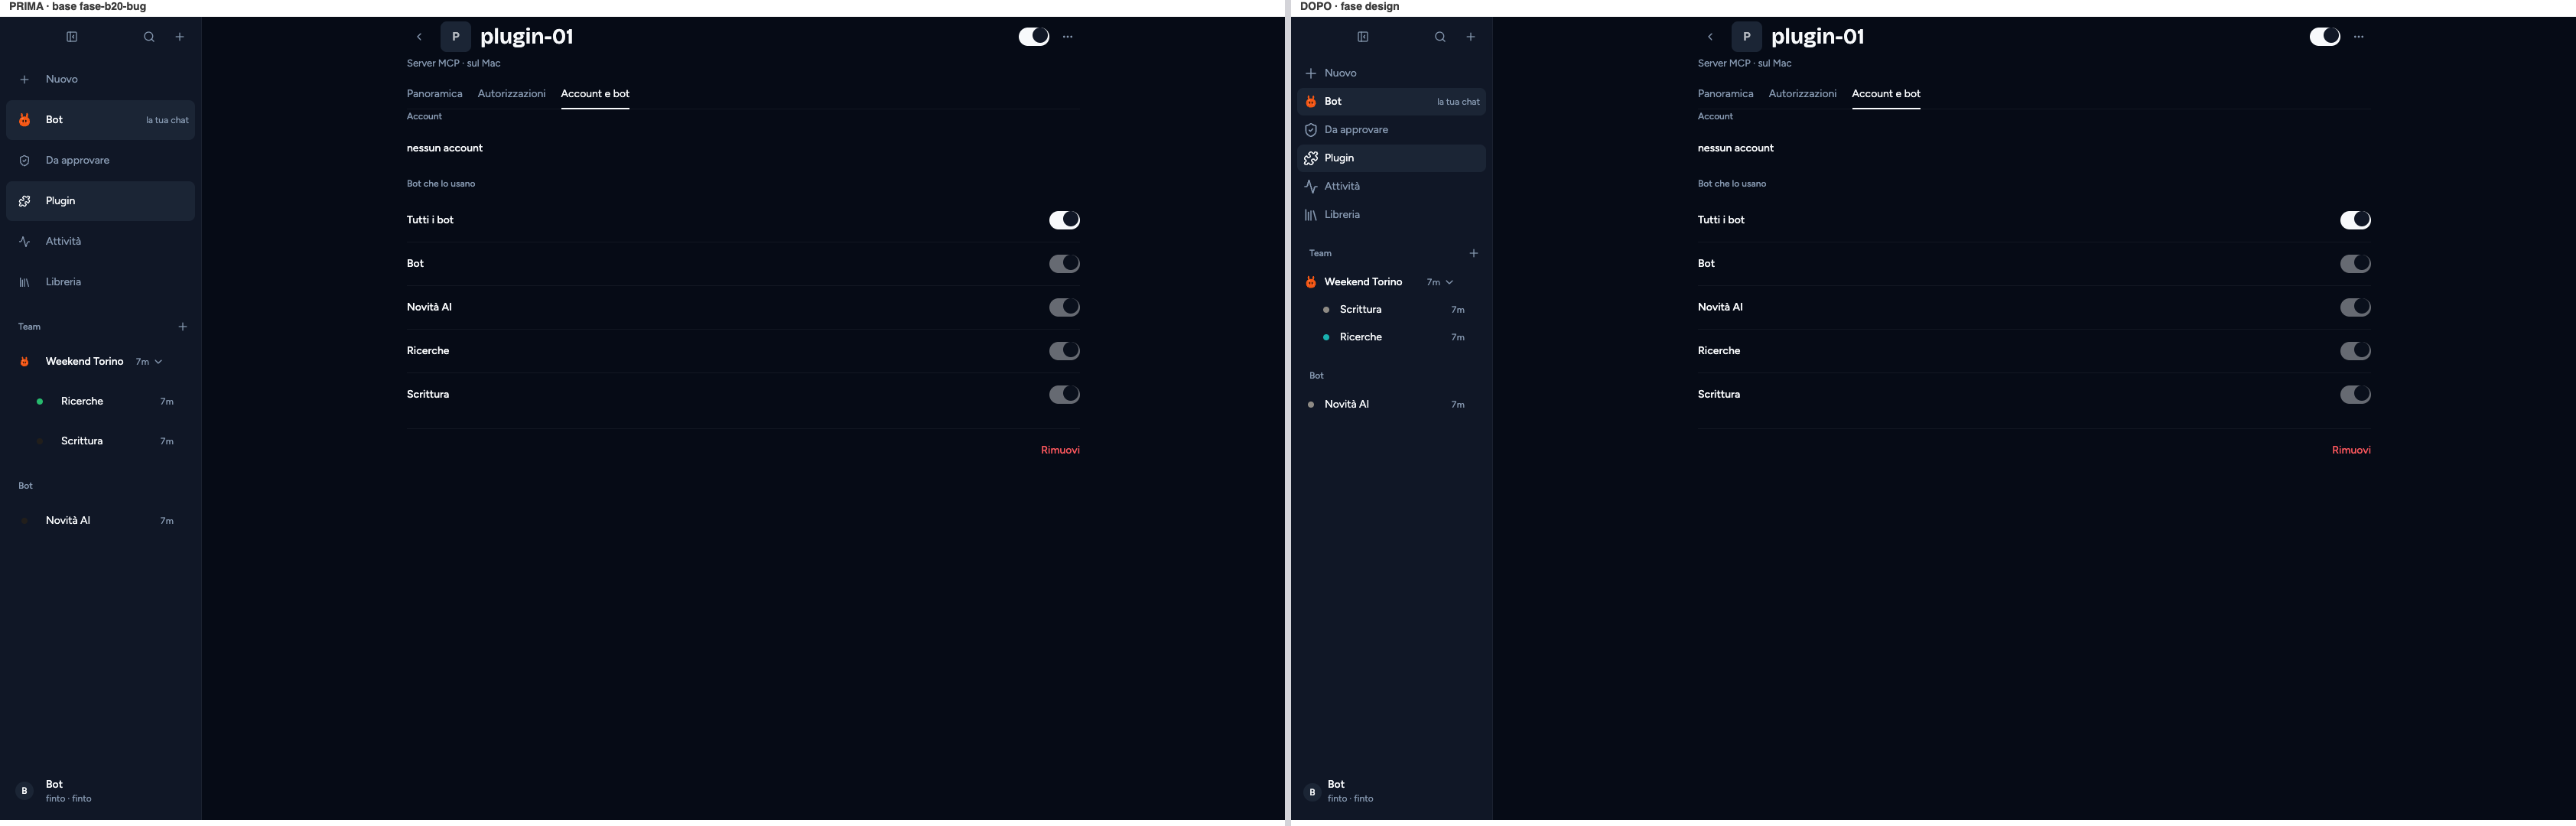 PRIMA · base fase-b20-bug
Nuovo
Bot la tua chat
Da approvare
Plugin
Attività
Libreria
Team
Weekend Torino 7m
Ricerche 7m
Scrittura 7m
Bot
Novità AI 7m
B Bot
finto · finto
P plugin-01
Server MCP · sul Mac
Panoramica Autorizzazioni Account e bot
Account
nessun account
Bot che lo usano
Tutti i bot
Bot
Novità AI
Ricerche
Scrittura
Rimuovi
DOPO · fase design
Nuovo
Bot la tua chat
Da approvare
Plugin
Attività
Libreria
Team
Weekend Torino 7m
Scrittura 7m
Ricerche 7m
Bot
Novità AI 7m
B Bot
finto · finto
P plugin-01
Server MCP · sul Mac
Panoramica Autorizzazioni Account e bot
Account
nessun account
Bot che lo usano
Tutti i bot
Bot
Novità AI
Ricerche
Scrittura
Rimuovi